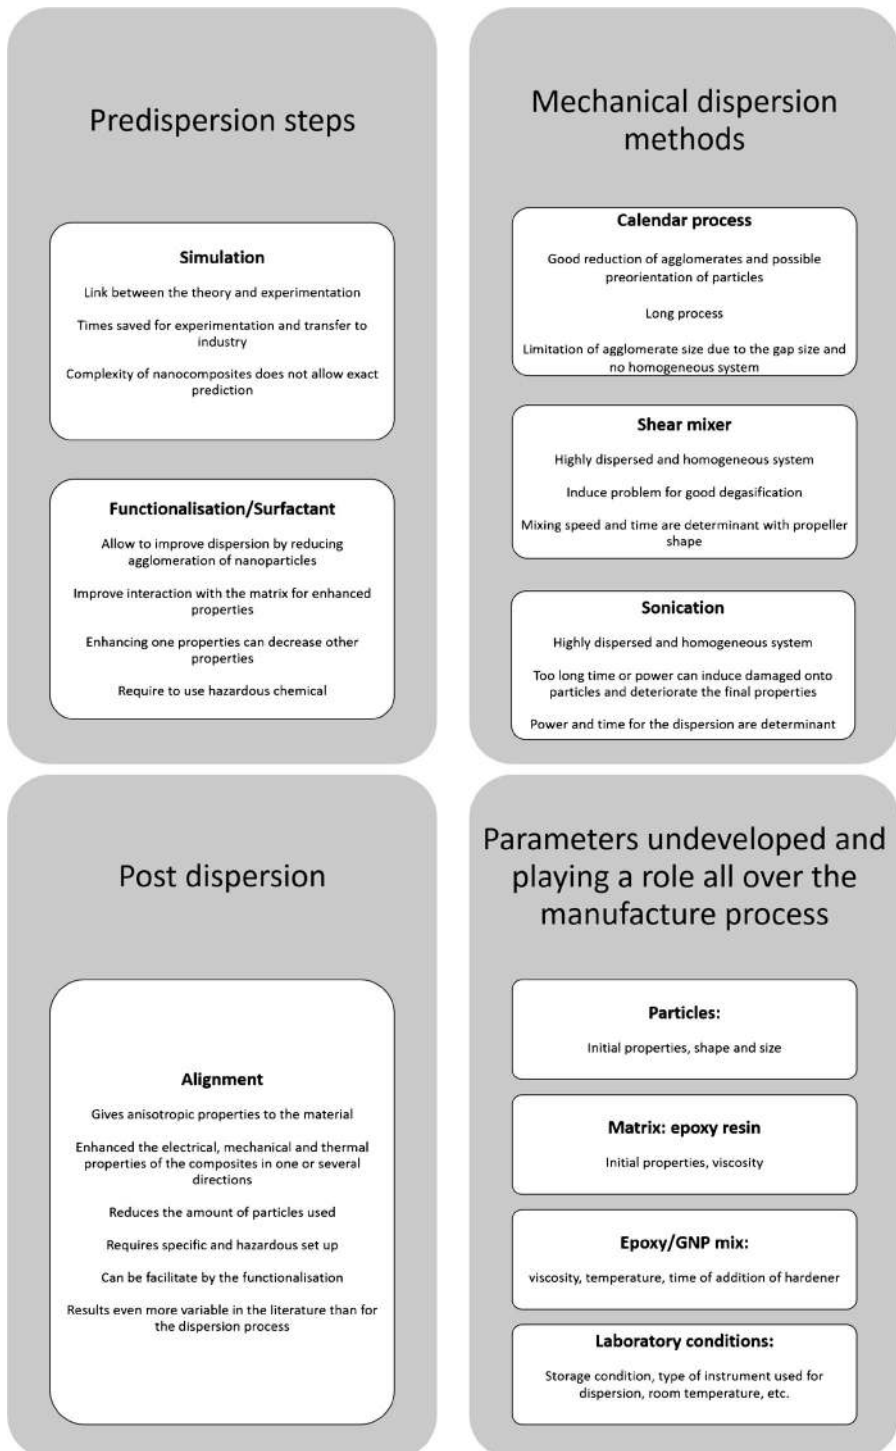 Predispersion steps
Simulation
Link between the theory and experimentation
Times saved for experimentation and transfer to
industry
Complexity of nanocomposites does not allow exact
prediction
Functionalisation/Surfactant
Allow to improve dispersion by reducing
agglomeration of nanoparticles
Improve interaction with the matrix for enhanced
properties
Enhancing one properties can decrease other
properties
Require to use hazardous chemical
Mechanical dispersion
methods
Calendar process
Good reduction of agglomerates and possible
preorientation of particles
Long process
Limitation of agglomerate size due to the gap size and
no homogeneous system
Shear mixer
Highly dispersed and homogeneous system
Induce problem for good degasification
Mixing speed and time are determinant with propeller
shape
Sonication
Highly dispersed and homogeneous system
Too long time or power can induce damaged onto
particles and deteriorate the final properties
Power and time for the dispersion are determinant
Post dispersion
Alignment
Gives anisotropic properties to the material
Enhanced the electrical, mechanical and thermal
properties of the composites in one or several
directions
Reduces the amount of particles used
Requires specific and hazardous set up
Can be facilitate by the functionalisation
Results even more variable in the literature than for
the dispersion process
Parameters undeveloped and
playing a role all over the
manufacture process
Particles:
Initial properties, shape and size
Matrix: epoxy resin
Initial properties, viscosity
Epoxy/GNP mix:
viscosity, temperature, time of addition of hardener
Laboratory conditions:
Storage condition, type of instrument used for
dispersion, room temperature, etc.